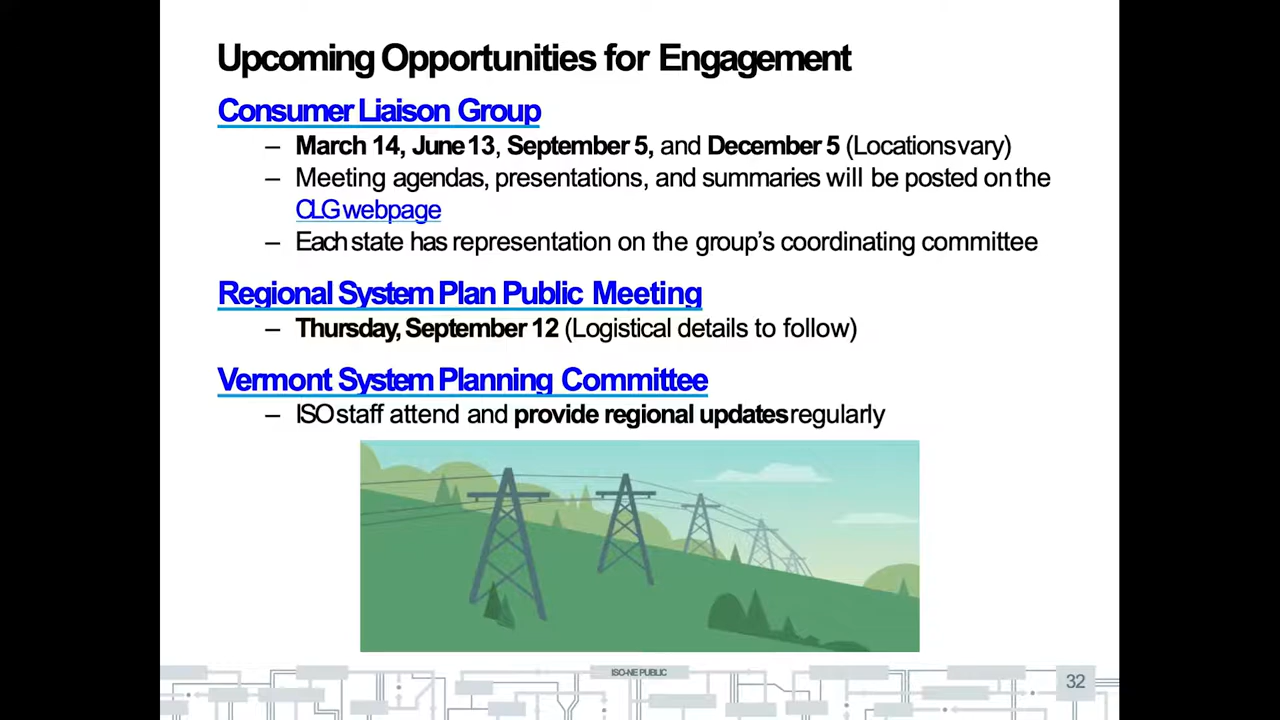 Upcoming Opportunities for Engagement
Consumer Liaison Group
– March 14, June 13, September 5, and December 5 (Locations vary)
– Meeting agendas, presentations, and summaries will be posted on the
CLG webpage
– Each state has representation on the group's coordinating committee
Regional System Plan Public Meeting
– Thursday, September 12 (Logistical details to follow)
Vermont System Planning Committee
– ISO staff attend and provide regional updates regularly
ISO-NE PUBLIC
32